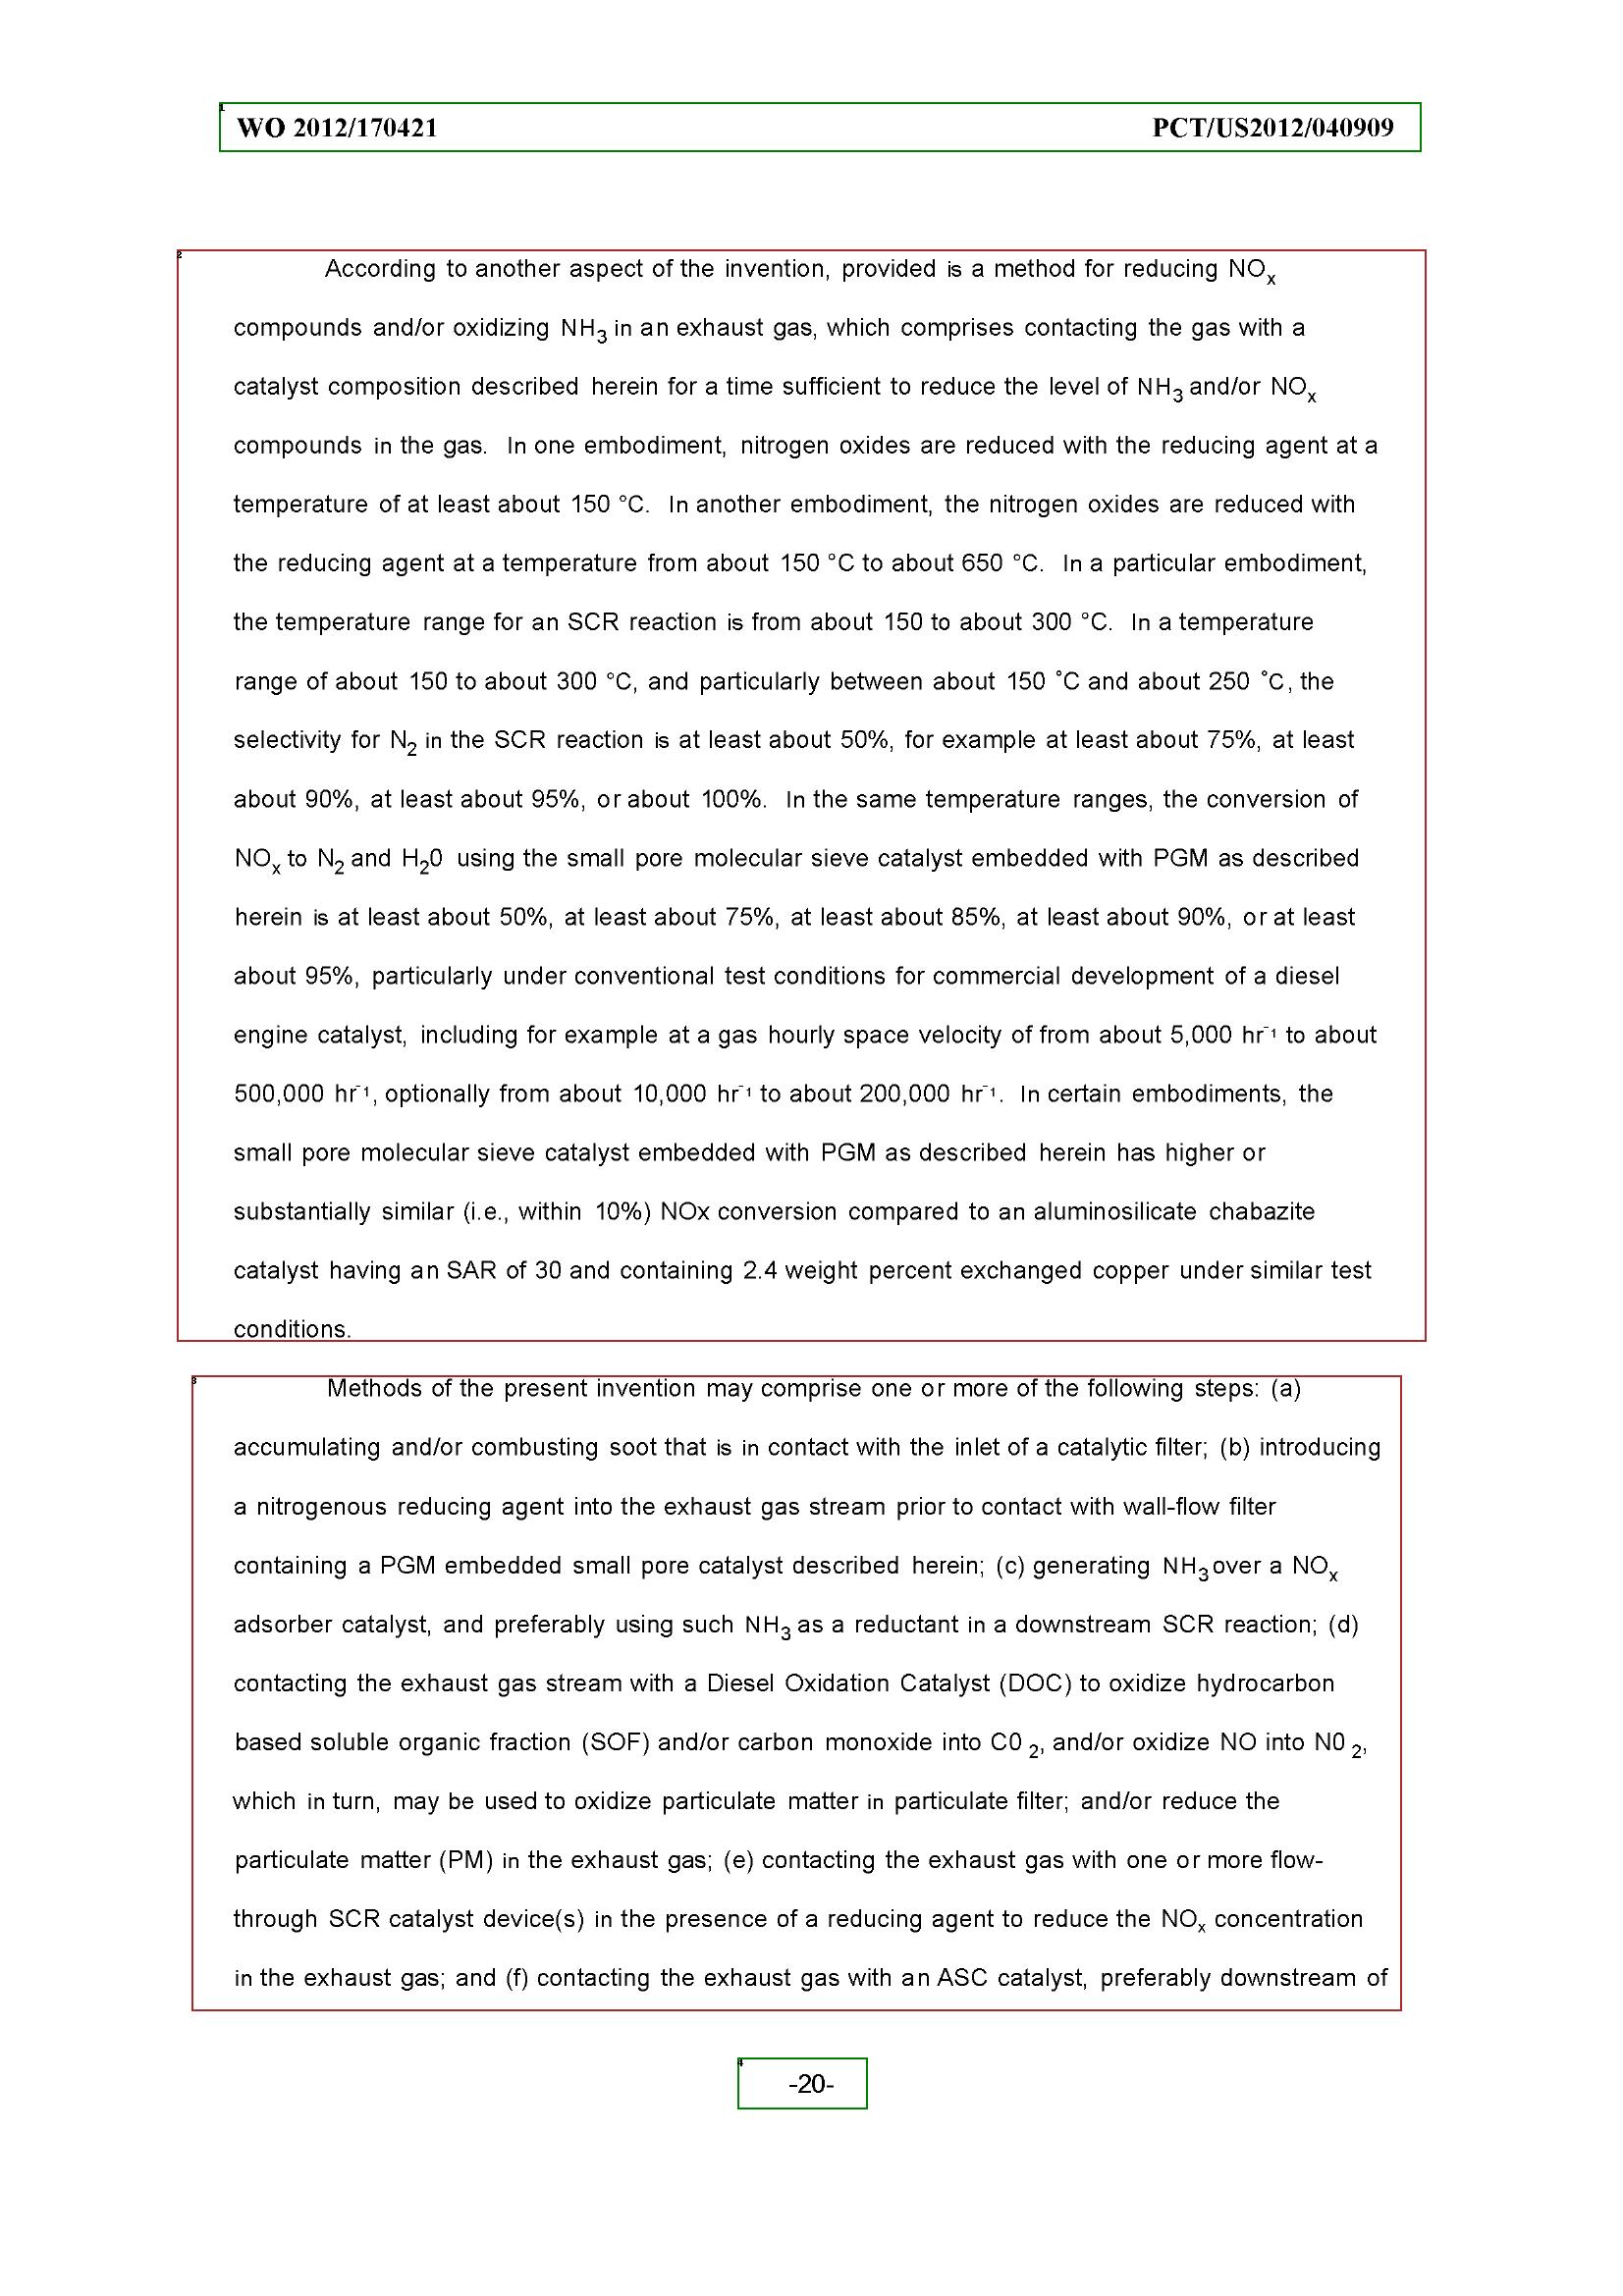 WO 2012/170421 PCT/US2012/040909
According to another aspect of the invention, provided is a method for reducing NOₓ
compounds and/or oxidizing NH₃ in an exhaust gas, which comprises contacting the gas with a
catalyst composition described herein for a time sufficient to reduce the level of NH₃ and/or NOₓ
compounds in the gas. In one embodiment, nitrogen oxides are reduced with the reducing agent at a
temperature of at least about 150 °C. In another embodiment, the nitrogen oxides are reduced with
the reducing agent at a temperature from about 150 °C to about 650 °C. In a particular embodiment,
the temperature range for an SCR reaction is from about 150 to about 300 °C. In a temperature
range of about 150 to about 300 °C, and particularly between about 150 ˚C and about 250 ˚C, the
selectivity for N₂ in the SCR reaction is at least about 50%, for example at least about 75%, at least
about 90%, at least about 95%, or about 100%. In the same temperature ranges, the conversion of
NOₓ to N₂ and H₂0 using the small pore molecular sieve catalyst embedded with PGM as described
herein is at least about 50%, at least about 75%, at least about 85%, at least about 90%, or at least
about 95%, particularly under conventional test conditions for commercial development of a diesel
engine catalyst, including for example at a gas hourly space velocity of from about 5,000 hr⁻¹ to about
500,000 hr⁻¹, optionally from about 10,000 hr⁻¹ to about 200,000 hr⁻¹. In certain embodiments, the
small pore molecular sieve catalyst embedded with PGM as described herein has higher or
substantially similar (i.e., within 10%) NOx conversion compared to an aluminosilicate chabazite
catalyst having an SAR of 30 and containing 2.4 weight percent exchanged copper under similar test
conditions.
Methods of the present invention may comprise one or more of the following steps: (a)
accumulating and/or combusting soot that is in contact with the inlet of a catalytic filter; (b) introducing
a nitrogenous reducing agent into the exhaust gas stream prior to contact with wall-flow filter
containing a PGM embedded small pore catalyst described herein; (c) generating NH₃ over a NOₓ
adsorber catalyst, and preferably using such NH₃ as a reductant in a downstream SCR reaction; (d)
contacting the exhaust gas stream with a Diesel Oxidation Catalyst (DOC) to oxidize hydrocarbon
based soluble organic fraction (SOF) and/or carbon monoxide into C0 ₂, and/or oxidize NO into N0 ₂,
which in turn, may be used to oxidize particulate matter in particulate filter; and/or reduce the
particulate matter (PM) in the exhaust gas; (e) contacting the exhaust gas with one or more flow-
through SCR catalyst device(s) in the presence of a reducing agent to reduce the NOₓ concentration
in the exhaust gas; and (f) contacting the exhaust gas with an ASC catalyst, preferably downstream of
-20-